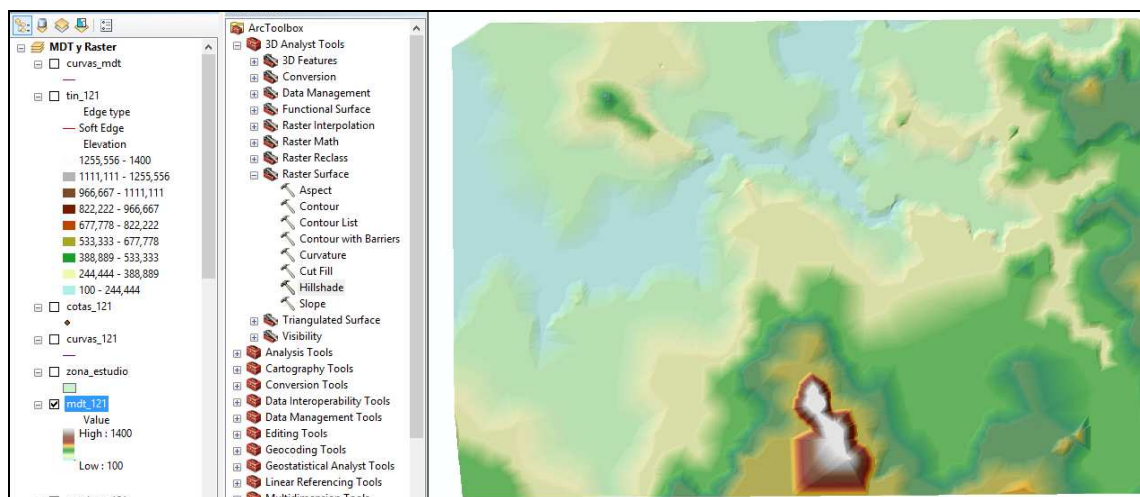 MDT y Raster
curvas_mdt
tin_121
Edge type
Soft Edge
Elevation
1255,556 - 1400
1111,111 - 1255,556
966,667 - 1111,111
822,222 - 966,667
677,778 - 822,222
533,333 - 677,778
388,889 - 533,333
244,444 - 388,889
100 - 244,444
cotas_121
curvas_121
zona_estudio
mdt_121
Value
High : 1400
Low : 100
ArcToolbox
3D Analyst Tools
3D Features
Conversion
Data Management
Functional Surface
Raster Interpolation
Raster Math
Raster Reclass
Raster Surface
Aspect
Contour
Contour List
Contour with Barriers
Curvature
Cut Fill
Hillshade
Slope
Triangulated Surface
Visibility
Analysis Tools
Cartography Tools
Conversion Tools
Data Interoperability Tools
Data Management Tools
Editing Tools
Geocoding Tools
Geostatistical Analyst Tools
Linear Referencing Tools